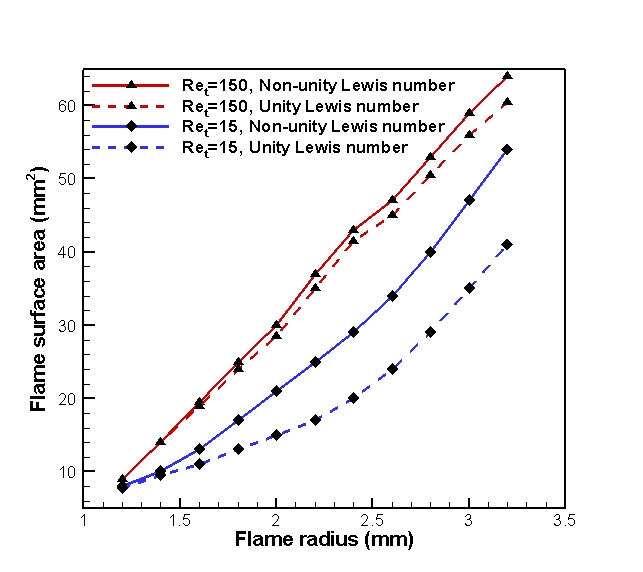 Re_t=150, Non-unity Lewis number
Re_t=150, Unity Lewis number
Re_t=15, Non-unity Lewis number
Re_t=15, Unity Lewis number
60
50
40
30
20
10
Flame surface area (mm²)
1
1.5
2
2.5
3
3.5
Flame radius (mm)